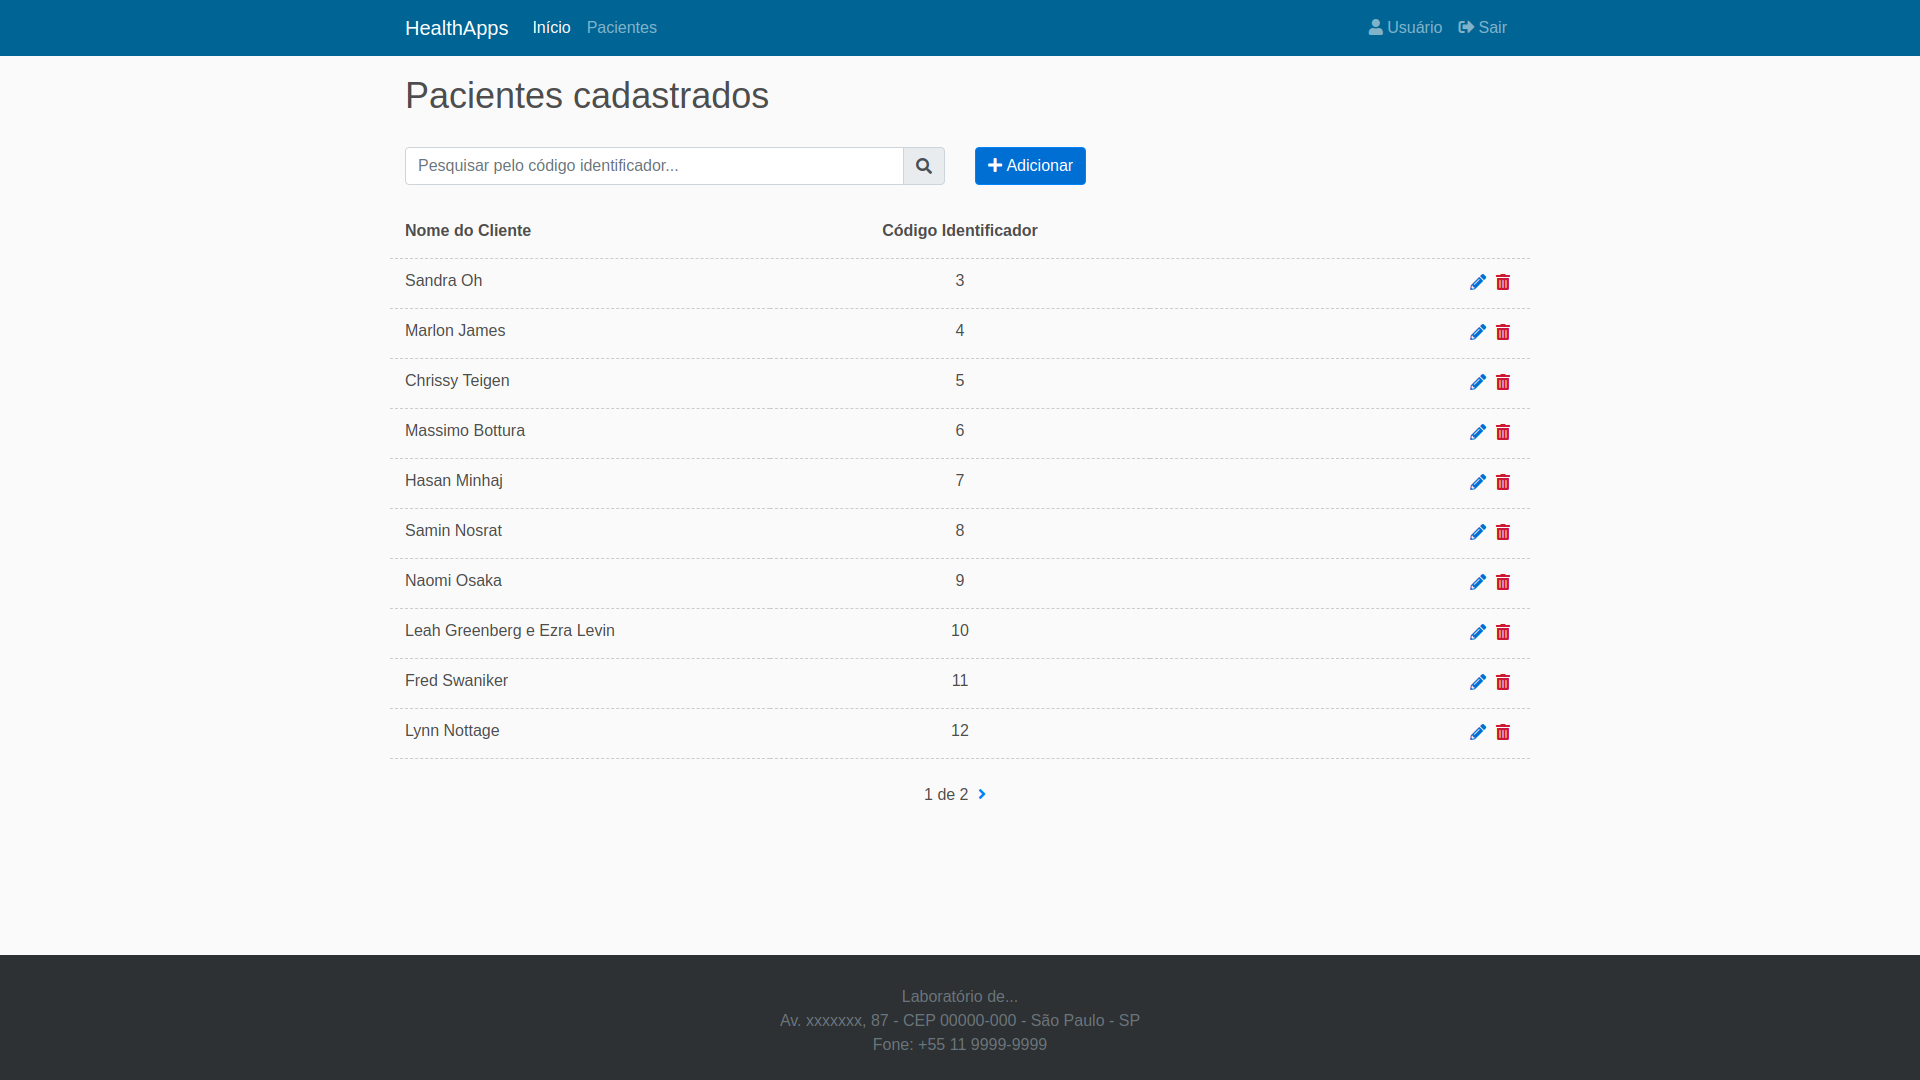 HealthApps Início Pacientes Usuário Sair
Pacientes cadastrados
Pesquisar pelo código identificador... Adicionar
Nome do Cliente Código Identificador
Sandra Oh 3
Marlon James 4
Chrissy Teigen 5
Massimo Bottura 6
Hasan Minhaj 7
Samin Nosrat 8
Naomi Osaka 9
Leah Greenberg e Ezra Levin 10
Fred Swaniker 11
Lynn Nottage 12
1 de 2
Laboratório de...
Av. xxxxxxx, 87 - CEP 00000-000 - São Paulo - SP
Fone: +55 11 9999-9999